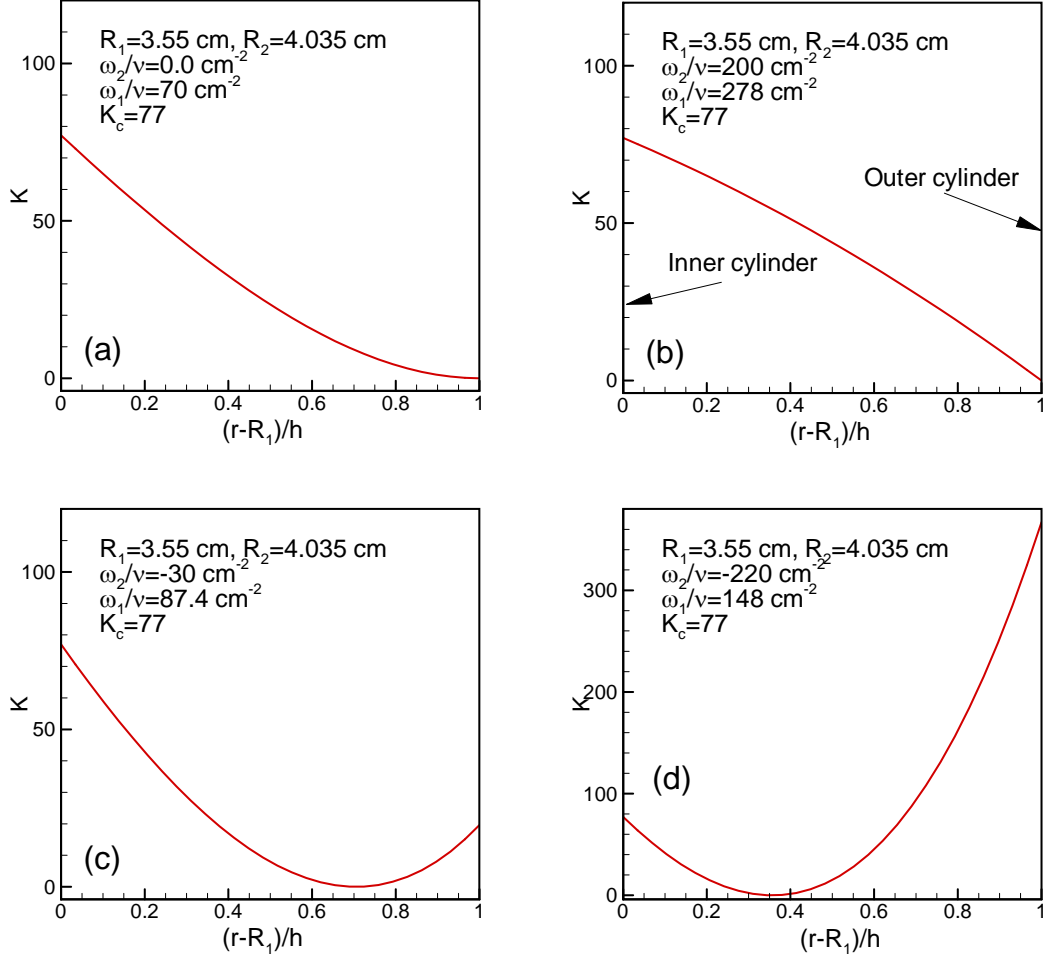 R₁=3.55 cm, R₂=4.035 cm
ω₂/ν=0.0 cm⁻²
ω₁/ν=70 cm⁻²
K_c=77
100
50
0
K
(a)
0 0.2 0.4 0.6 0.8 1
(r-R₁)/h
R₁=3.55 cm, R₂=4.035 cm
ω₂/ν=200 cm⁻²
ω₁/ν=278 cm⁻²
K_c=77
Outer cylinder
Inner cylinder
100
50
0
K
(b)
0 0.2 0.4 0.6 0.8 1
(r-R₁)/h
R₁=3.55 cm, R₂=4.035 cm
ω₂/ν=-30 cm⁻²
ω₁/ν=87.4 cm⁻²
K_c=77
100
50
0
K
(c)
0 0.2 0.4 0.6 0.8 1
(r-R₁)/h
R₁=3.55 cm, R₂=4.035 cm
ω₂/ν=-220 cm⁻²
ω₁/ν=148 cm⁻²
K_c=77
300
200
100
0
K
(d)
0 0.2 0.4 0.6 0.8 1
(r-R₁)/h